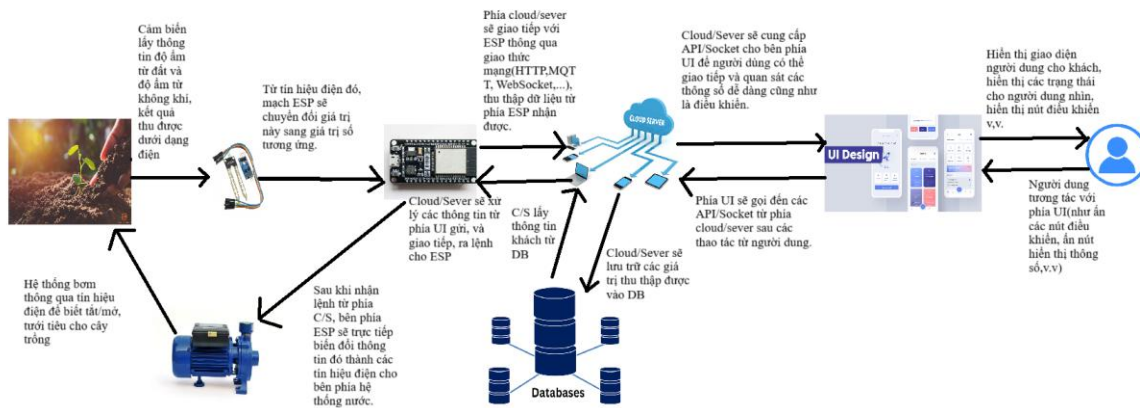 Cảm biến
lấy thông
tin độ ẩm
từ đất và
độ ẩm từ
không khí,
kết quả
thu được
dưới dạng
điện
Từ tín hiệu điện đó,
mạch ESP sẽ
chuyển đổi giá trị
này sang giá trị số
tương ứng.
Phía cloud/sever
sẽ giao tiếp với
ESP thông qua
giao thức
mạng(HTTP,MQT
T, WebSocket,...),
thu thập dữ liệu từ
phía ESP nhận
được.
Cloud/Sever sẽ cung cấp
API/Socket cho bên phía
UI để người dùng có thể
giao tiếp và quan sát các
thông số dễ dàng cũng như
là điều khiển.
Hiển thị giao diện
người dung cho khách,
hiển thị các trạng thái
cho người dung nhìn,
hiển thị nút điều khiển
v,v.
CLOUD SERVER
UI Design
Cloud/Sever sẽ xử
lý các thông tin từ
phía UI gửi, và
giao tiếp, ra lệnh
cho ESP
C/S lấy
thông tin
khách từ
DB
Phía UI sẽ gọi đến các
API/Socket từ phía
cloud/sever sau các
thao tác từ người dung.
Người dung
tương tác với
phía UI(như ấn
các nút điều
khiển, ấn nút
hiển thị thông
số,v.v)
Cloud/Sever sẽ
lưu trữ các giá
trị thu thập được
vào DB
Hệ thống bơm
thông qua tín hiệu
điện để biết tắt/mở,
tưới tiêu cho cây
trồng
Sau khi nhận
lệnh từ phía
C/S, bên phía
ESP sẽ trực tiếp
biến đổi thông
tin đó thành các
tín hiệu điện cho
bên phía hệ
thống nước.
Databases